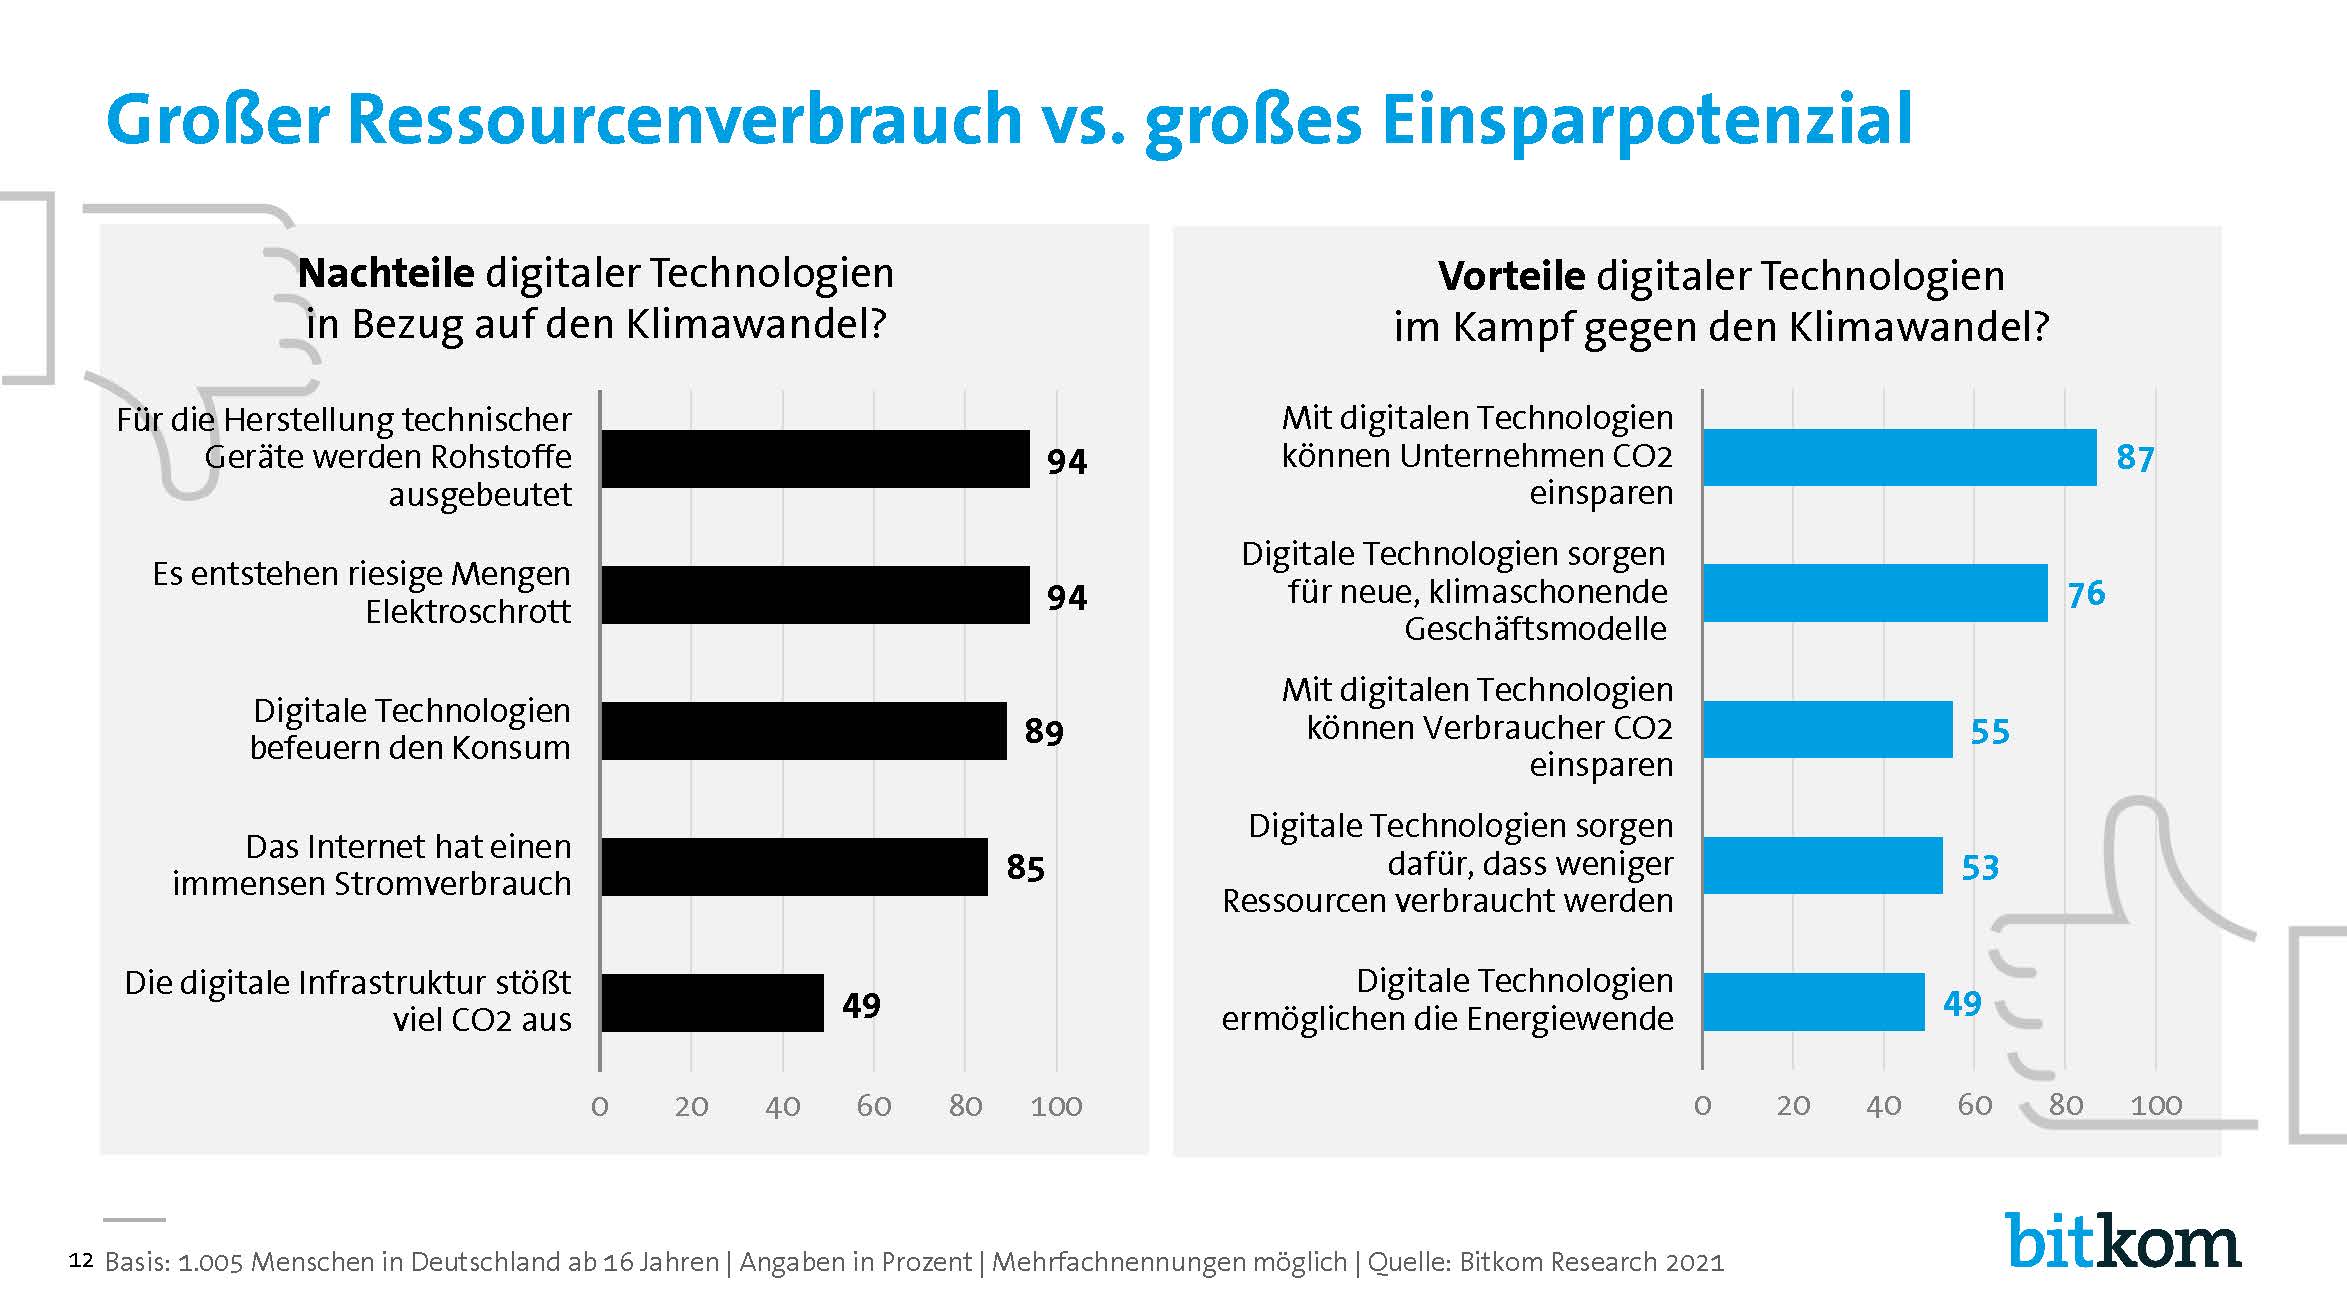 Großer Ressourcenverbrauch vs. großes Einsparpotenzial
Nachteile digitaler Technologien
in Bezug auf den Klimawandel?
Für die Herstellung technischer
Geräte werden Rohstoffe
ausgebeutet
94
Es entstehen riesige Mengen
Elektroschrott
94
Digitale Technologien
befeuern den Konsum
89
Das Internet hat einen
immensen Stromverbrauch
85
Die digitale Infrastruktur stößt
viel CO2 aus
49
0 20 40 60 80 100
Vorteile digitaler Technologien
im Kampf gegen den Klimawandel?
Mit digitalen Technologien
können Unternehmen CO2
einsparen
87
Digitale Technologien sorgen
für neue, klimaschonende
Geschäftsmodelle
76
Mit digitalen Technologien
können Verbraucher CO2
einsparen
55
Digitale Technologien sorgen
dafür, dass weniger
Ressourcen verbraucht werden
53
Digitale Technologien
ermöglichen die Energiewende
49
0 20 40 60 80 100
12 Basis: 1.005 Menschen in Deutschland ab 16 Jahren | Angaben in Prozent | Mehrfachnennungen möglich | Quelle: Bitkom Research 2021
bitkom